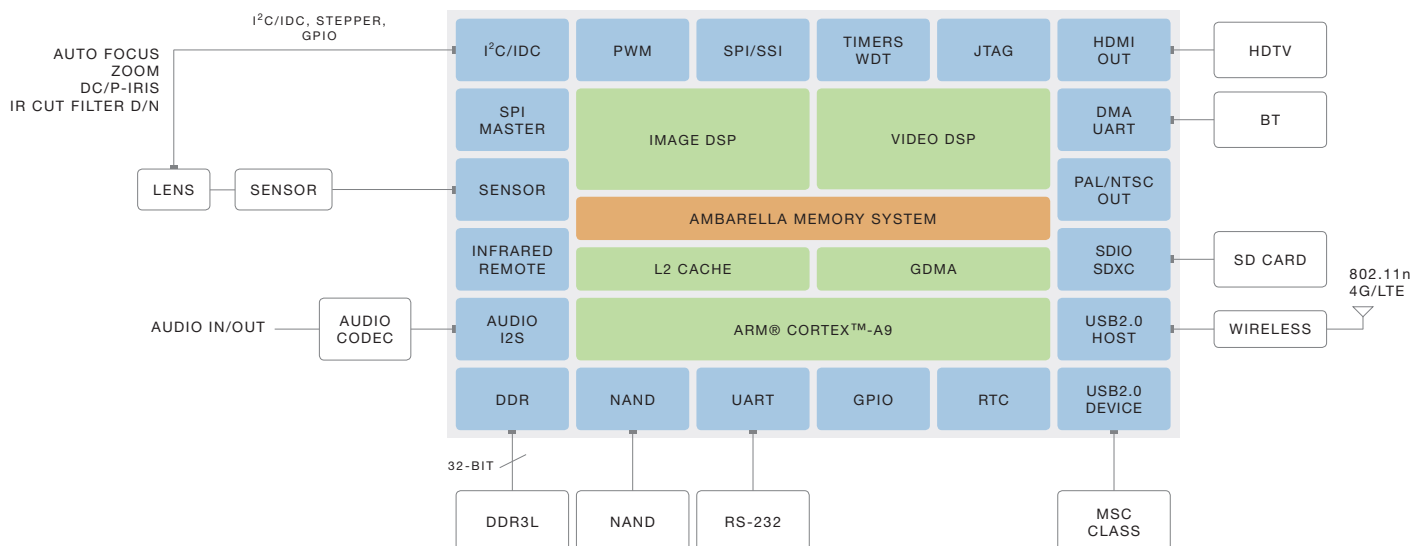 I²C/IDC, STEPPER,
GPIO
AUTO FOCUS
ZOOM
DC/P-IRIS
IR CUT FILTER D/N
I²C/IDC
PWM
SPI/SSI
TIMERS
WDT
JTAG
HDMI
OUT
HDTV
SPI
MASTER
IMAGE DSP
VIDEO DSP
DMA
UART
BT
LENS
SENSOR
SENSOR
PAL/NTSC
OUT
AMBARELLA MEMORY SYSTEM
INFRARED
REMOTE
L2 CACHE
GDMA
SDIO
SDXC
SD CARD
802.11n
4G/LTE
AUDIO IN/OUT
AUDIO
CODEC
AUDIO
I2S
ARM® CORTEX™-A9
USB2.0
HOST
WIRELESS
DDR
NAND
UART
GPIO
RTC
USB2.0
DEVICE
32-BIT
DDR3L
NAND
RS-232
MSC
CLASS